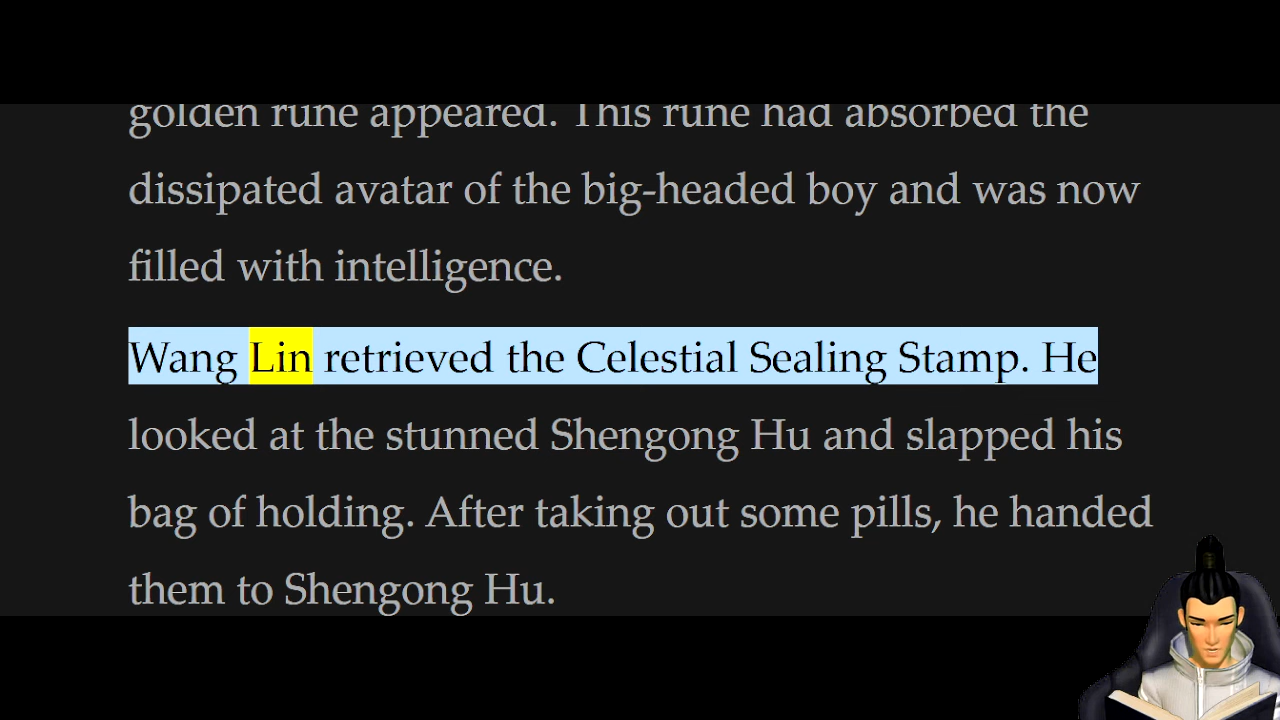 golden rune appeared. This rune had absorbed the
dissipated avatar of the big-headed boy and was now
filled with intelligence.
Wang Lin retrieved the Celestial Sealing Stamp. He
looked at the stunned Shengong Hu and slapped his
bag of holding. After taking out some pills, he handed
them to Shengong Hu.